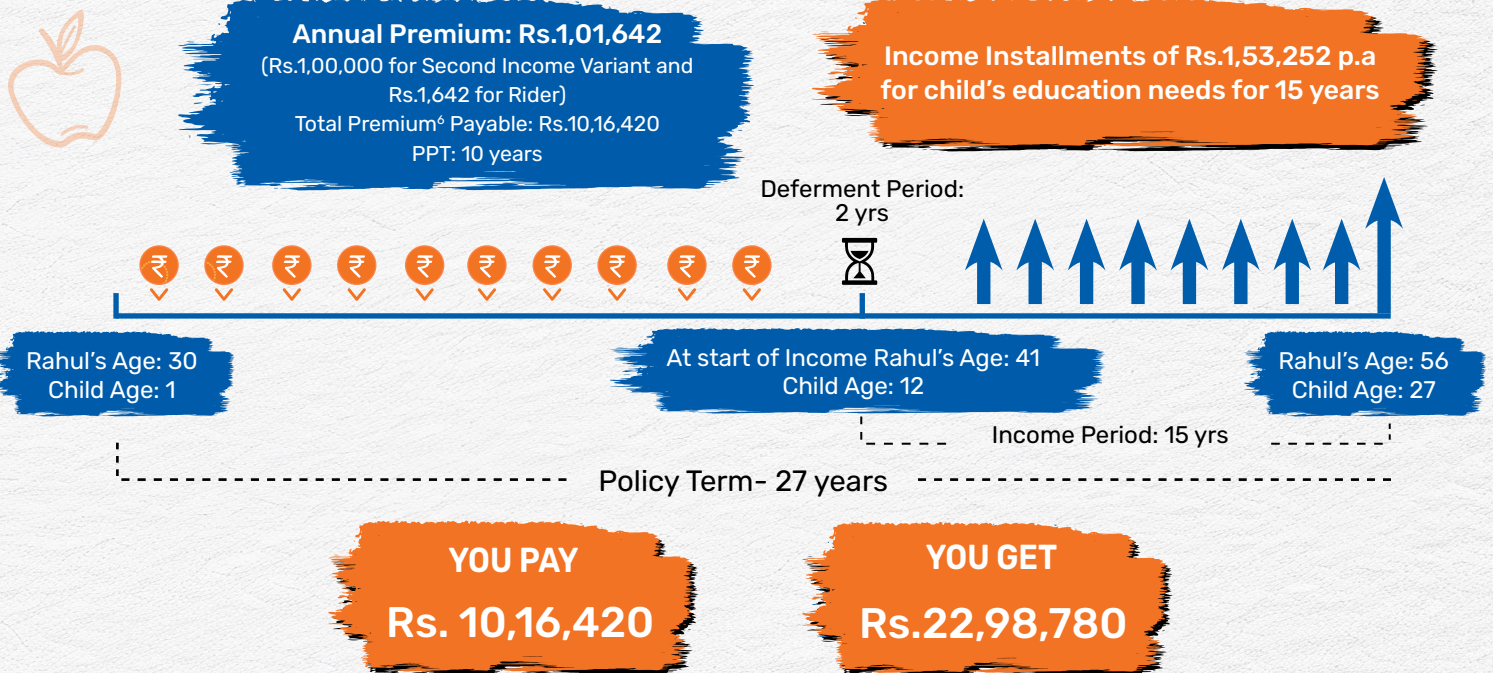 Annual Premium: Rs.1,01,642
(Rs.1,00,000 for Second Income Variant and
Rs.1,642 for Rider)
Total Premium⁶ Payable: Rs.10,16,420
PPT: 10 years
Income Installments of Rs.1,53,252 p.a
for child's education needs for 15 years
Deferment Period:
2 yrs
₹ ₹ ₹ ₹ ₹ ₹ ₹ ₹ ₹ ₹
Rahul's Age: 30
Child Age: 1
At start of Income Rahul's Age: 41
Child Age: 12
Rahul's Age: 56
Child Age: 27
Income Period: 15 yrs
Policy Term- 27 years
YOU PAY
Rs. 10,16,420
YOU GET
Rs.22,98,780